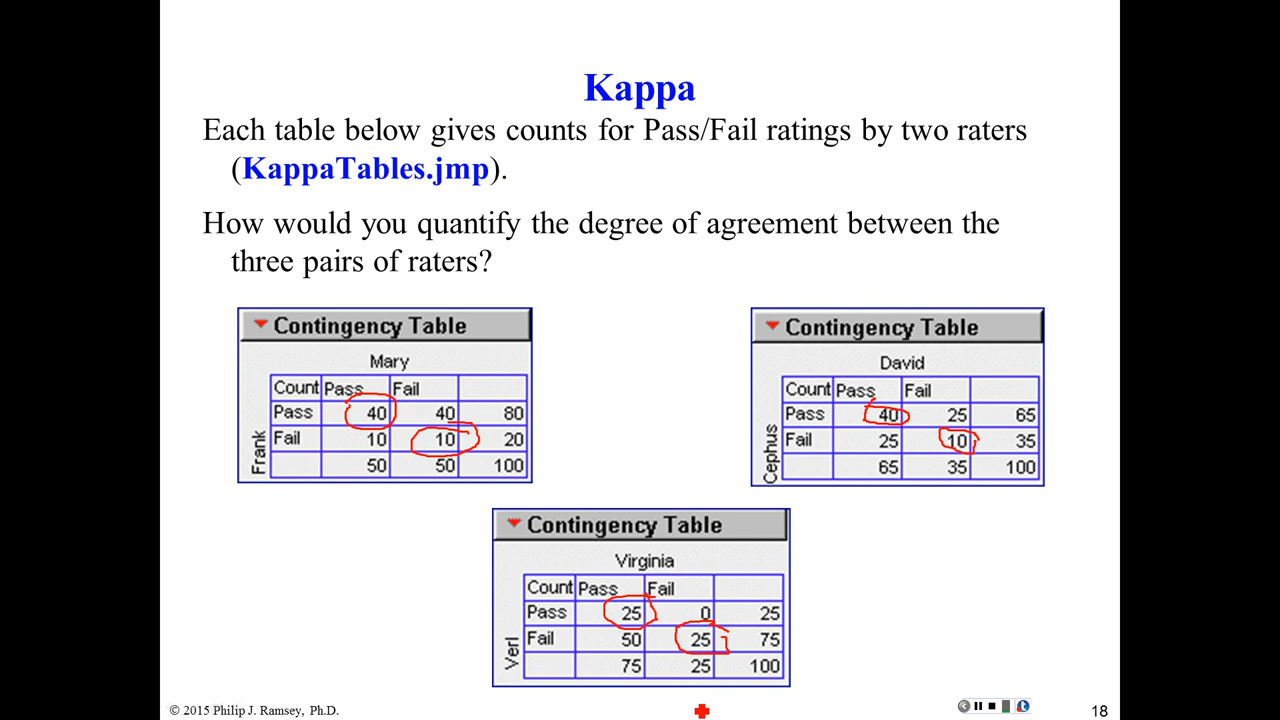 Kappa
Each table below gives counts for Pass/Fail ratings by two raters
(KappaTables.jmp).
How would you quantify the degree of agreement between the
three pairs of raters?
Contingency Table
Mary
Count Pass Fail
Pass 40 40 80
Fail 10 10 20
50 50 100
Frank
Contingency Table
David
Count Pass Fail
Pass 40 25 65
Fail 25 10 35
65 35 100
Cephus
Contingency Table
Virginia
Count Pass Fail
Pass 25 0 25
Fail 50 25 75
75 25 100
Verl
© 2015 Philip J. Ramsey, Ph.D.
18